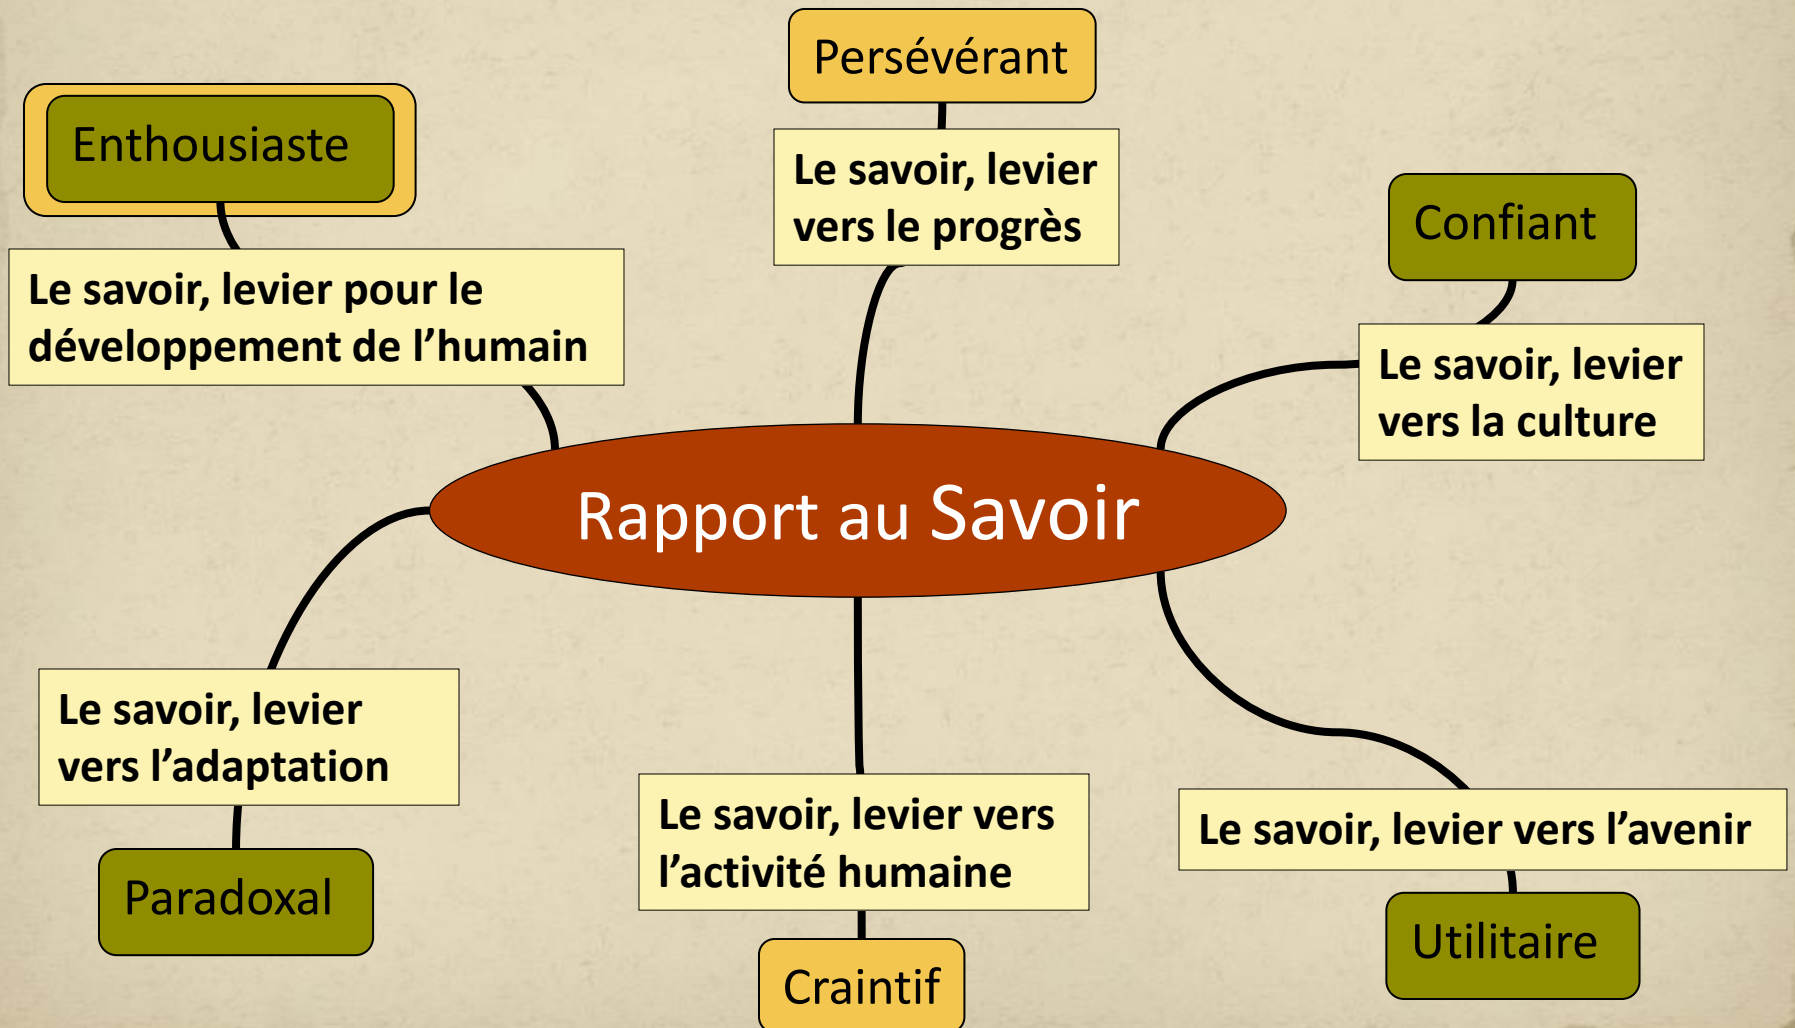 Persévérant
Enthousiaste
Le savoir, levier
vers le progrès
Confiant
Le savoir, levier pour le
développement de l’humain
Le savoir, levier
vers la culture
Rapport au Savoir
Le savoir, levier
vers l’adaptation
Paradoxal
Le savoir, levier vers
l’activité humaine
Craintif
Le savoir, levier vers l’avenir
Utilitaire